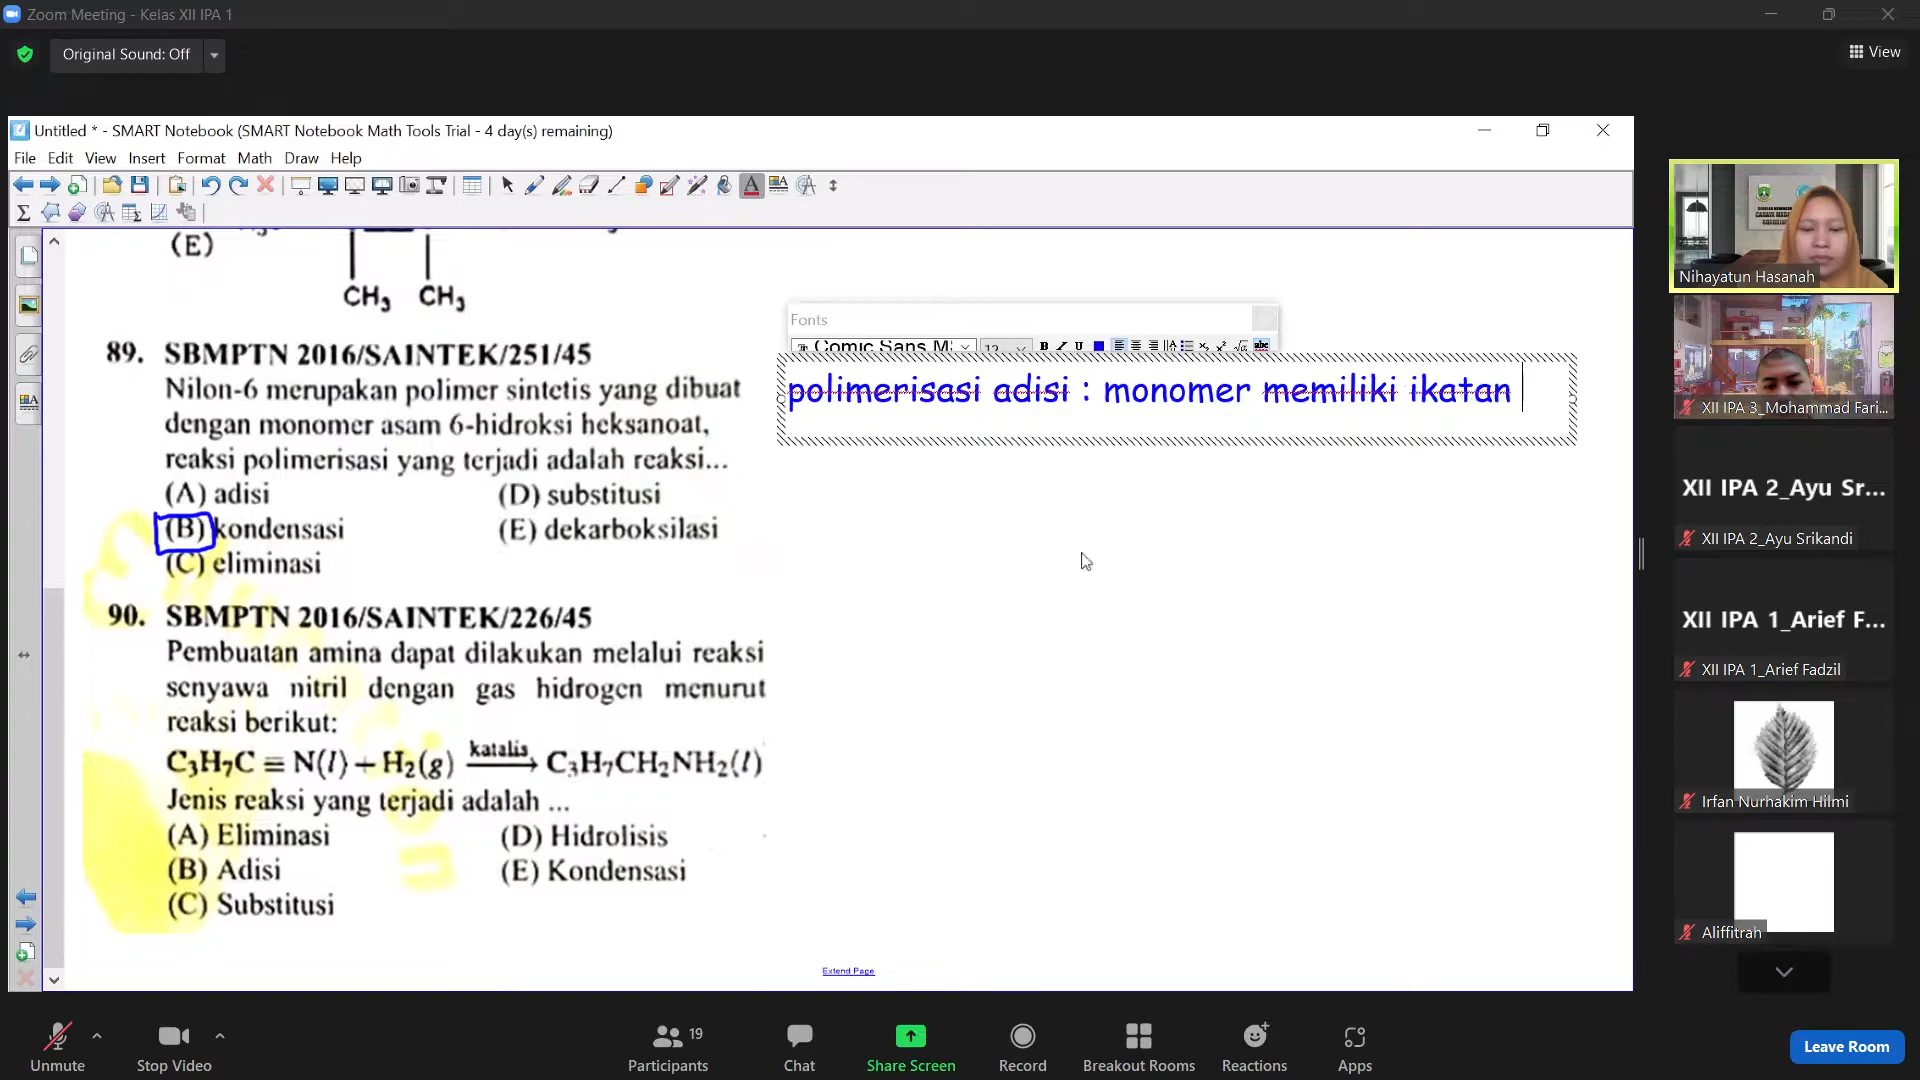 Zoom Meeting - Kelas XII IPA 1
Original Sound: Off
View
Untitled * - SMART Notebook (SMART Notebook Math Tools Trial - 4 day(s) remaining)
File Edit View Insert Format Math Draw Help
(E)
CH₃ CH₃
89. SBMPTN 2016/SAINTEK/251/45
Nilon-6 merupakan polimer sintetis yang dibuat
dengan monomer asam 6-hidroksi heksanoat,
reaksi polimerisasi yang terjadi adalah reaksi...
(A) adisi (D) substitusi
(B) kondensasi (E) dekarboksilasi
(C) eliminasi
90. SBMPTN 2016/SAINTEK/226/45
Pembuatan amina dapat dilakukan melalui reaksi
senyawa nitril dengan gas hidrogen menurut
reaksi berikut:
C₃H₇C ≡ N(l) + H₂(g) katalis → C₃H₇CH₂NH₂(l)
Jenis reaksi yang terjadi adalah ...
(A) Eliminasi (D) Hidrolisis
(B) Adisi (E) Kondensasi
(C) Substitusi
Fonts
Comic Sans M 12
polimerisasi adisi : monomer memiliki ikatan
Extend Page
Nihayatun Hasanah
XII IPA 3_Mohammad Fari...
XII IPA 2_Ayu Sr...
XII IPA 2_Ayu Srikandi
XII IPA 1_Arief F...
XII IPA 1_Arief Fadzil
Irfan Nurhakim Hilmi
Aliffitrah
Unmute
Stop Video
Participants 19
Chat
Share Screen
Record
Breakout Rooms
Reactions
Apps
Leave Room